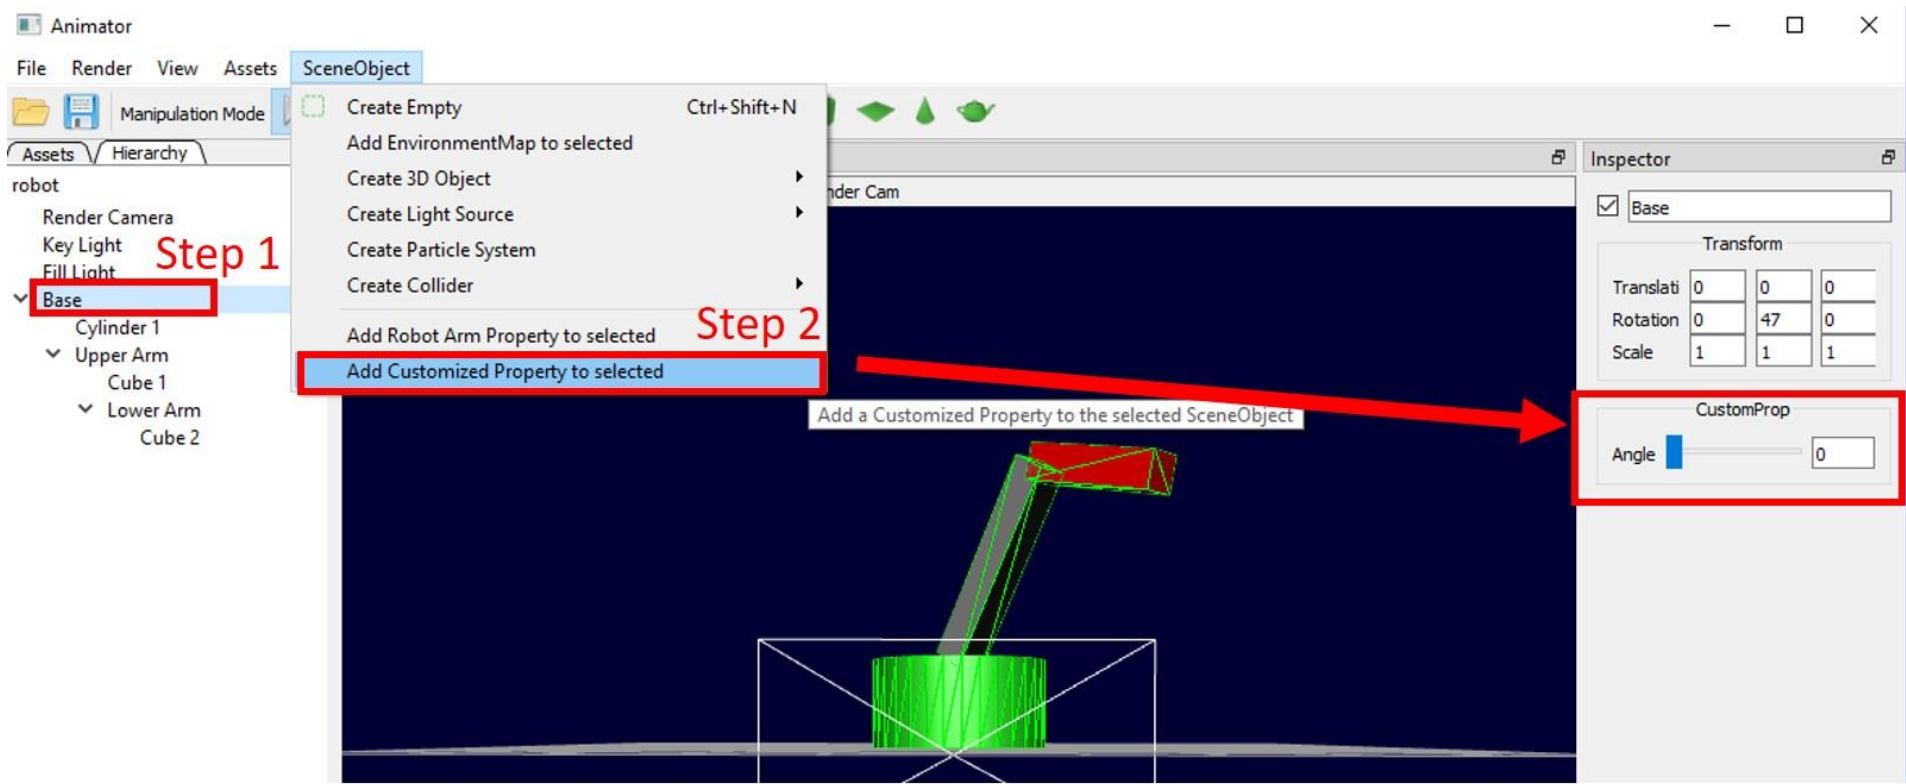 Animator
File Render View Assets SceneObject
Manipulation Mode
Create Empty Ctrl+Shift+N
Add EnvironmentMap to selected
Create 3D Object
Create Light Source
Create Particle System
Create Collider
Add Robot Arm Property to selected
Add Customized Property to selected
Step 2
Add a Customized Property to the selected SceneObject
Assets Hierarchy
robot
Render Camera
Key Light
Fill Light
Step 1
Base
Cylinder 1
Upper Arm
Cube 1
Lower Arm
Cube 2
Cam
Inspector
Base
Transform
Translati 0 0 0
Rotation 0 47 0
Scale 1 1 1
CustomProp
Angle 0